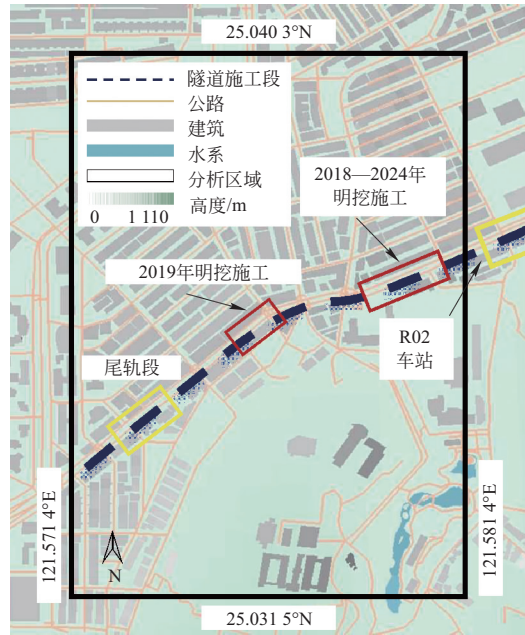 25.040 3°N
隧道施工段
公路
建筑
水系
分析区域
0 1 110 高度/m
2018—2024年
明挖施工
2019年明挖施工
R02
车站
尾轨段
121.571 4°E
121.581 4°E
N
25.031 5°N